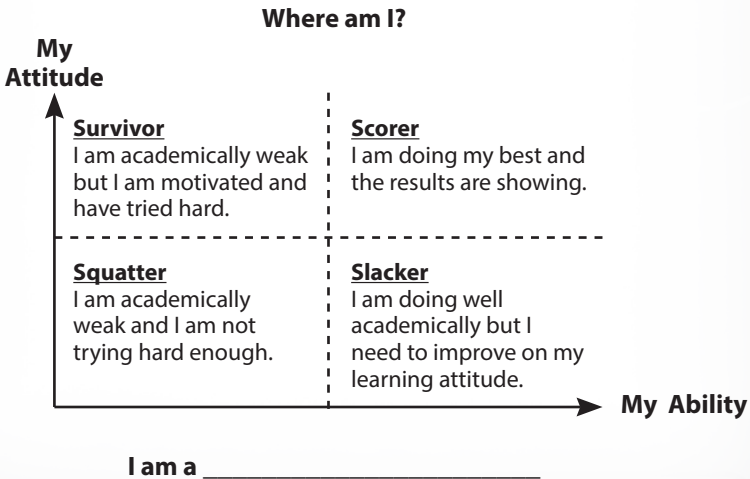 Where am I?
My
Attitude
Survivor
I am academically weak
but I am motivated and
have tried hard.
Scorer
I am doing my best and
the results are showing.
Squatter
I am academically
weak and I am not
trying hard enough.
Slacker
I am doing well
academically but I
need to improve on my
learning attitude.
My Ability
I am a _______________________